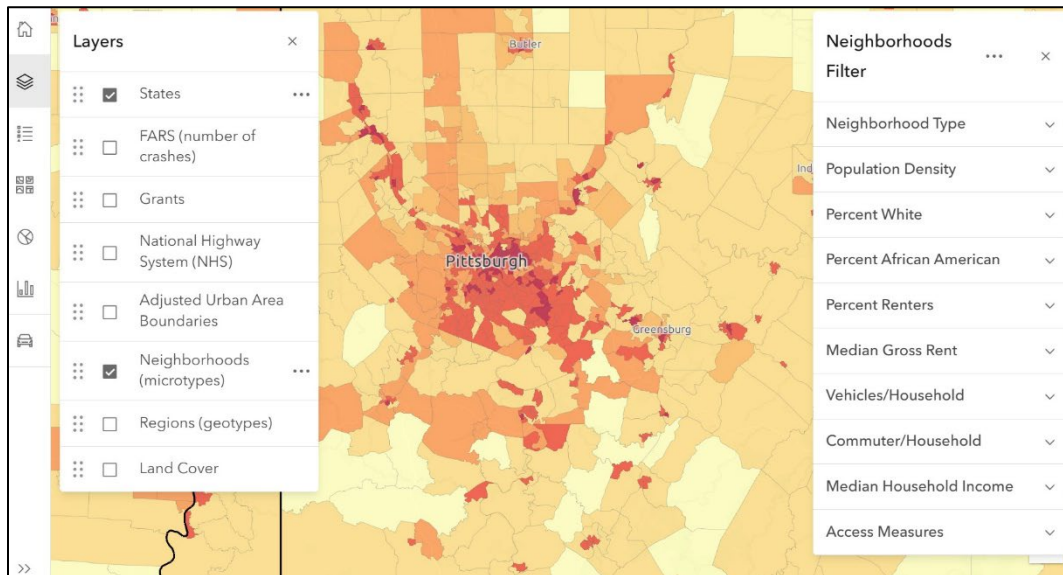 Layers
States
FARS (number of
crashes)
Grants
National Highway
System (NHS)
Adjusted Urban Area
Boundaries
Neighborhoods
(microtypes)
Regions (geotypes)
Land Cover
Butler
Pittsburgh
Greensburg
Ind
Neighborhoods
Filter
Neighborhood Type
Population Density
Percent White
Percent African American
Percent Renters
Median Gross Rent
Vehicles/Household
Commuter/Household
Median Household Income
Access Measures